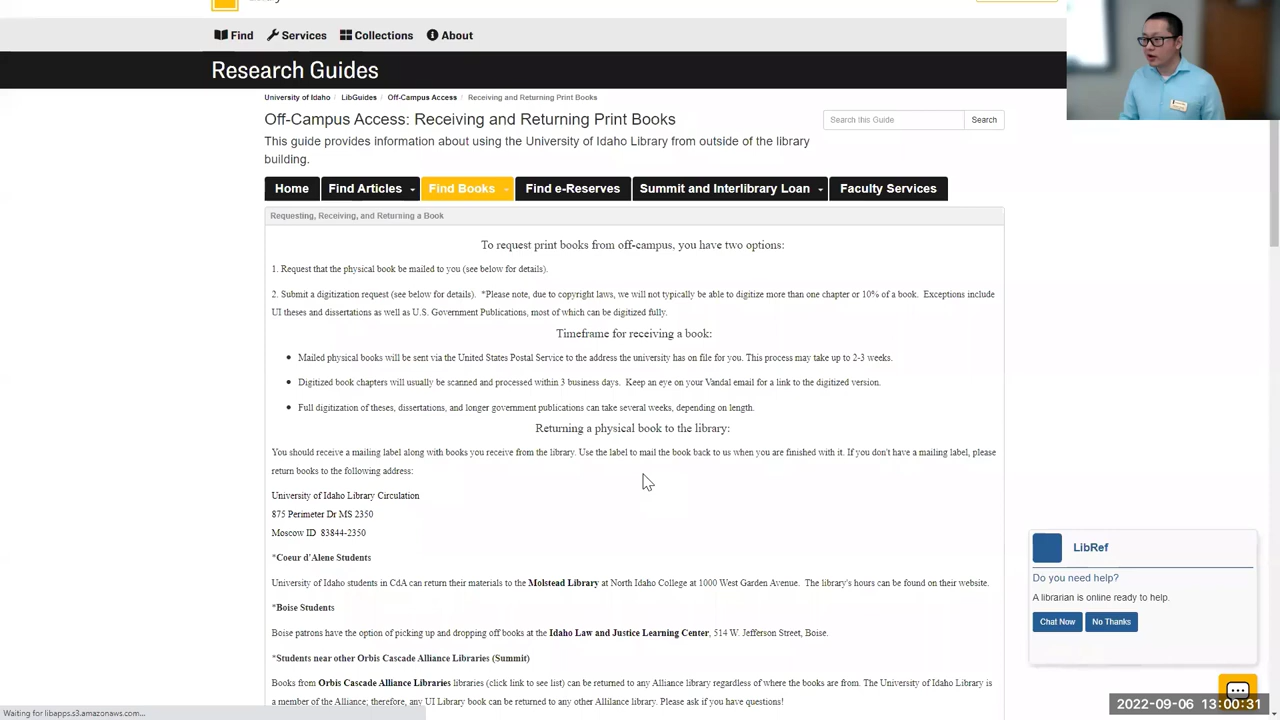 Find Services Collections About
Research Guides
University of Idaho / LibGuides / Off-Campus Access / Receiving and Returning Print Books
Off-Campus Access: Receiving and Returning Print Books
Search this Guide Search
This guide provides information about using the University of Idaho Library from outside of the library
building.
Home Find Articles Find Books Find e-Reserves Summit and Interlibrary Loan Faculty Services
Requesting, Receiving, and Returning a Book
To request print books from off-campus, you have two options:
1. Request that the physical book be mailed to you (see below for details).
2. Submit a digitization request (see below for details). *Please note, due to copyright laws, we will not typically be able to digitize more than one chapter or 10% of a book. Exceptions include
UI theses and dissertations as well as U.S. Government Publications, most of which can be digitized fully.
Timeframe for receiving a book:
• Mailed physical books will be sent via the United States Postal Service to the address the university has on file for you. This process may take up to 2-3 weeks.
• Digitized book chapters will usually be scanned and processed within 3 business days. Keep an eye on your Vandal email for a link to the digitized version.
• Full digitization of theses, dissertations, and longer government publications can take several weeks, depending on length.
Returning a physical book to the library:
You should receive a mailing label along with books you receive from the library. Use the label to mail the book back to us when you are finished with it. If you don't have a mailing label, please
return books to the following address:
University of Idaho Library Circulation
875 Perimeter Dr MS 2350
Moscow ID 83844-2350
*Coeur d'Alene Students
University of Idaho students in CdA can return their materials to the Molstead Library at North Idaho College at 1000 West Garden Avenue. The library's hours can be found on their website.
*Boise Students
Boise patrons have the option of picking up and dropping off books at the Idaho Law and Justice Learning Center, 514 W. Jefferson Street, Boise.
*Students near other Orbis Cascade Alliance Libraries (Summit)
Books from Orbis Cascade Alliance Libraries libraries (click link to see list) can be returned to any Alliance library regardless of where the books are from. The University of Idaho Library is
a member of the Alliance; therefore, any UI Library book can be returned to any other Allilance library. Please ask if you have questions!
LibRef
Do you need help?
A librarian is online ready to help.
Chat Now No Thanks
Waiting for libapps.s3.amazonaws.com...
2022-09-06 13:00:31